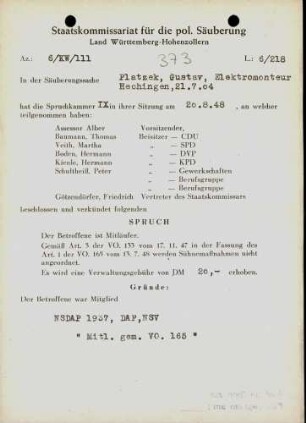 Staatskommissariat für die pol. Säuberung
Land Württemberg-Hohenzollern
Az.: 6/KW/111
373
L.: 6/218
In der Säuberungssache
Platzek, Gustav, Elektromonteur
Hechingen,21.7.04
hat die Spruchkammer IX in ihrer Sitzung am 20.8.48 , an welcher
teilgenommen haben:
Assessor Alber Vorsitzender,
Baumann, Thomas Beisitzer — CDU
Veith, Martha „ — SPD
Boden, Hermann „ — DVP
Kienle, Hermann „ — KPD
Schultheiß, Peter „ — Gewerkschaften
„ — Berufsgruppe
„ — Berufsgruppe
Götzendörfer, Friedrich Vertreter des Staatskommissars
beschlossen und verkündet folgenden
SPRUCH
Der Betroffene ist Mitläufer.
Gemäß Art. 3 der VO. 133 vom 17. 11. 47 in der Fassung des
Art. 1 der VO. 165 vom 13. 7. 48 werden Sühnemaßnahmen nicht
angeordnet.
Es wird eine Verwaltungsgebühr von DM 20,- erhoben.
Gründe:
Der Betroffene war Mitglied
NSDAP 1937, DAF,NSV
" Mitl. gem. VO. 165 "